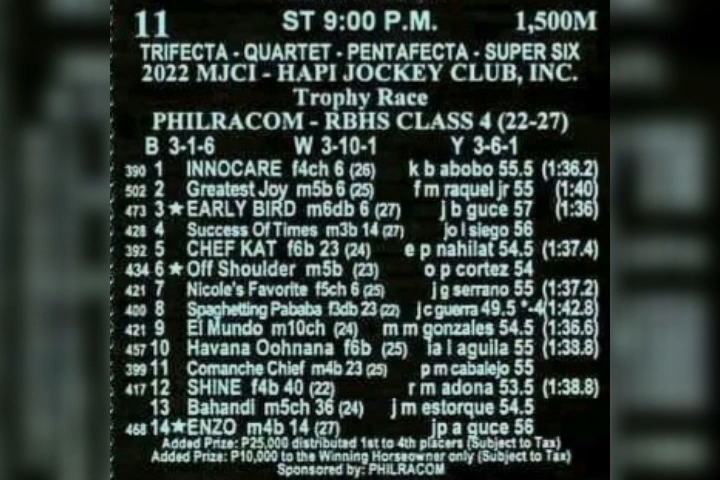 11 ST 9:00 P.M. 1,500M
TRIFECTA - QUARTET - PENTAFECTA - SUPER SIX
2022 MJCI - HAPI JOCKEY CLUB, INC.
Trophy Race
PHILRACOM - RBHS CLASS 4 (22-27)
B 3-1-6 W 3-10-1 Y 3-6-1
390 1 INNOCARE f4ch 6 (26) k b abobo 55.5 (1:36.2)
502 2 Greatest Joy m5b 6 (25) f m raquel jr 55 (1:40)
473 3 ★ EARLY BIRD m6db 6 (27) j b guce 57 (1:36)
428 4 Success Of Times m3b 14 (27) jo l siego 56
392 5 CHEF KAT f6b 23 (24) e p nahilat 54.5 (1:37.4)
434 6 ★ Off Shoulder m5b (23) o p cortez 54
421 7 Nicole's Favorite f5ch 6 (25) j g serrano 55 (1:37.2)
400 8 Spaghetting Pababa f3db 23 (22) jc guerra 49.5 *-4 (1:42.8)
421 9 El Mundo m10ch (24) m m gonzales 54.5 (1:36.6)
457 10 Havana Oohnana f6b (25) ia l aguila 55 (1:38.8)
399 11 Comanche Chief m4b 23 (25) p m cabalejo 55
417 12 SHINE f4b 40 (22) r m adona 53.5 (1:38.8)
13 Bahandi m5ch 36 (24) j m estorque 54.5
468 14 ★ ENZO m4b 14 (27) jp a guce 56
Added Prize: P25,000 distributed 1st to 4th placers (Subject to Tax)
Added Prize: P10,000 to the Winning Horseowner only (Subject to Tax)
Sponsored by: PHILRACOM